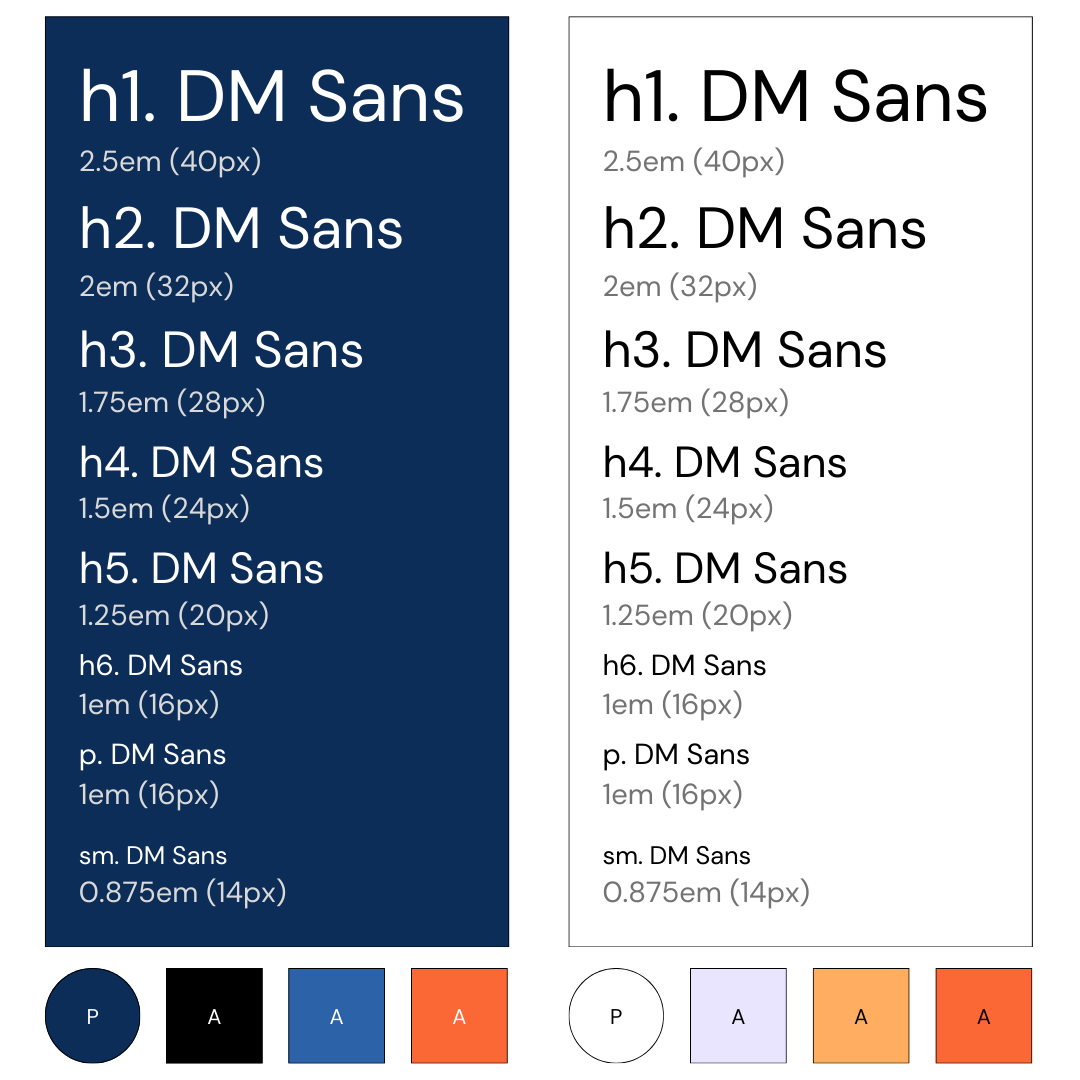 h1. DM Sans
2.5em (40px)
h2. DM Sans
2em (32px)
h3. DM Sans
1.75em (28px)
h4. DM Sans
1.5em (24px)
h5. DM Sans
1.25em (20px)
h6. DM Sans
1em (16px)
p. DM Sans
1em (16px)
sm. DM Sans
0.875em (14px)
P
A
A
A
h1. DM Sans
2.5em (40px)
h2. DM Sans
2em (32px)
h3. DM Sans
1.75em (28px)
h4. DM Sans
1.5em (24px)
h5. DM Sans
1.25em (20px)
h6. DM Sans
1em (16px)
p. DM Sans
1em (16px)
sm. DM Sans
0.875em (14px)
P
A
A
A